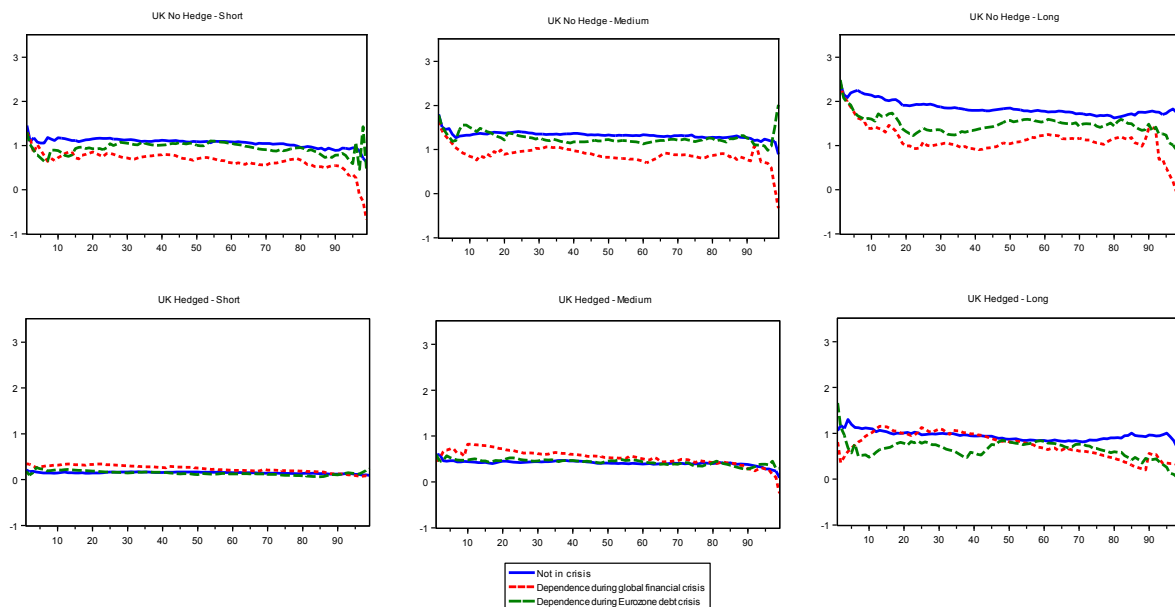 UK No Hedge - Short
UK No Hedge - Medium
UK No Hedge - Long
3
2
1
0
-1
10 20 30 40 50 60 70 80 90
3
2
1
0
-1
10 20 30 40 50 60 70 80 90
3
2
1
0
-1
10 20 30 40 50 60 70 80 90
UK Hedged - Short
UK Hedged - Medium
UK Hedged - Long
3
2
1
0
-1
10 20 30 40 50 60 70 80 90
3
2
1
0
-1
10 20 30 40 50 60 70 80 90
3
2
1
0
-1
10 20 30 40 50 60 70 80 90
Not in crisis
Dependence during global financial crisis
Dependence during Eurozone debt crisis